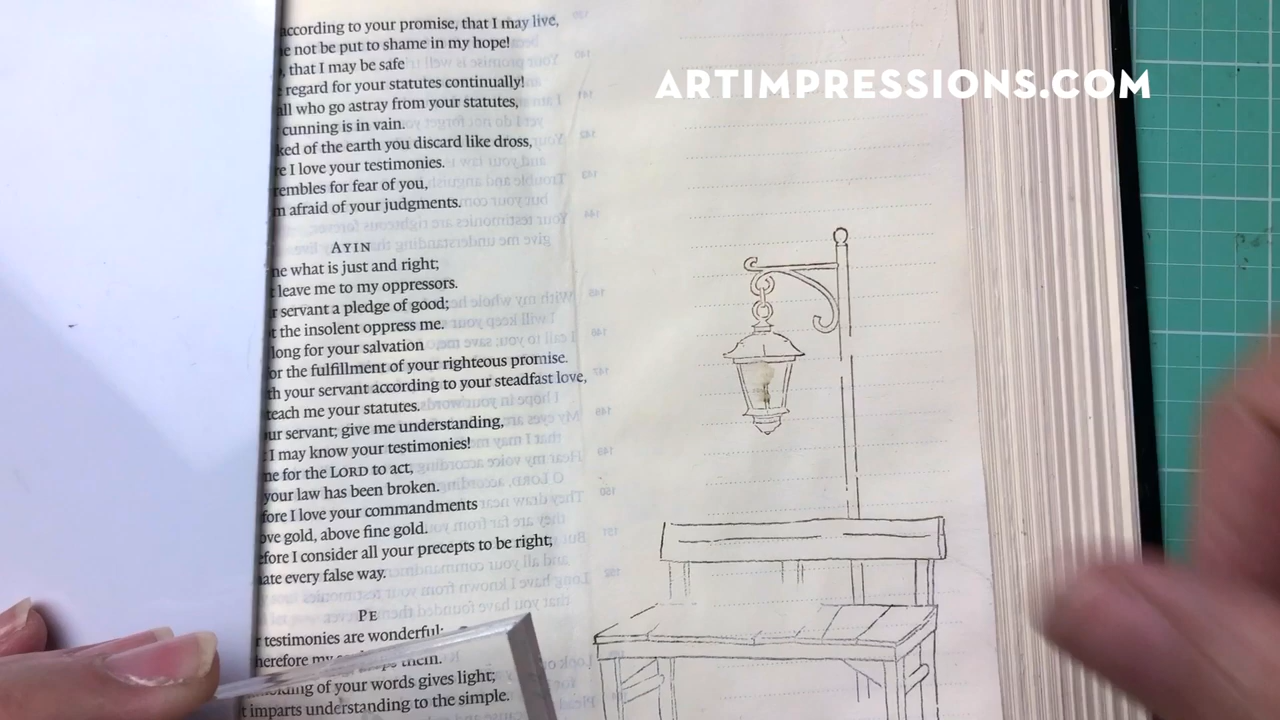 ARTIMPRESSIONS.COM
according to your promise, that I may live,
not be put to shame in my hope!
, that I may be safe
regard for your statutes continually!
all who go astray from your statutes,
cunning is in vain.
ked of the earth you discard like dross,
I love your testimonies.
rembles for fear of you,
m afraid of your judgments.
AYIN
ne what is just and right;
leave me to my oppressors.
servant a pledge of good;
the insolent oppress me.
long for your salvation
or the fulfillment of your righteous promise.
th your servant according to your steadfast love,
teach me your statutes.
ur servant; give me understanding,
I may know your testimonies!
ne for the LORD to act,
your law has been broken.
fore I love your commandments
ove gold, above fine gold.
efore I consider all your precepts to be right;
ate every false way.
PE
testimonies are wonderful;
herefore my them.
of your words gives light;
imparts understanding to the simple.